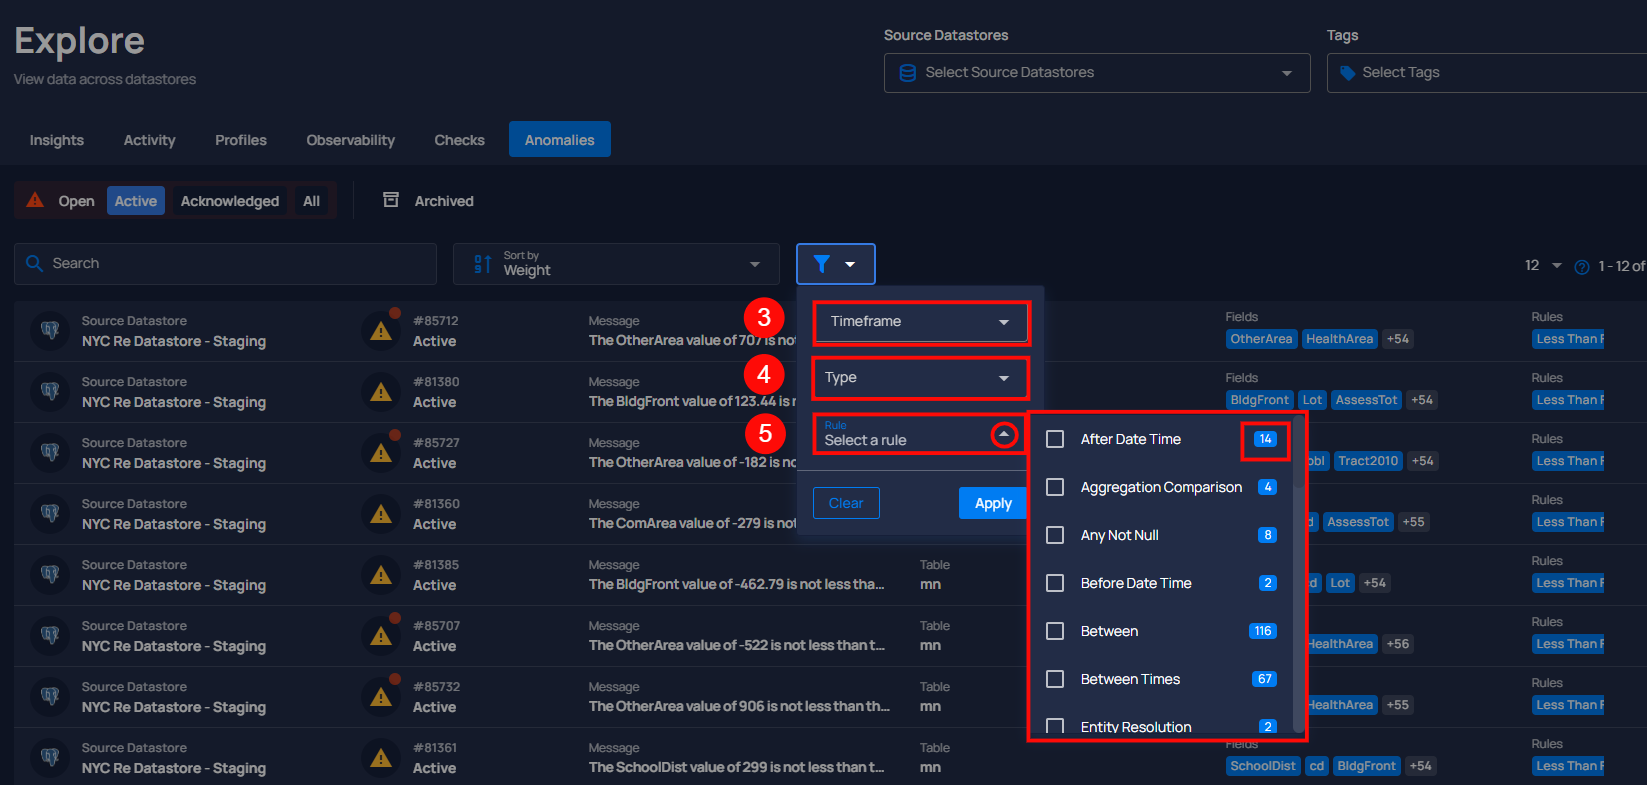 Explore
View data across datastores
Source Datastores
Select Source Datastores
Tags
Select Tags
Insights Activity Profiles Observability Checks Anomalies
Open Active Acknowledged All Archived
Search
Sort by
Weight
12 1 - 12 of
3 Timeframe
4 Type
5 Rule
Select a rule
Clear Apply
After Date Time 14
Aggregation Comparison 4
Any Not Null 8
Before Date Time 2
Between 116
Between Times 67
Entity Resolution 2
Source Datastore #85712 Message Fields Rules
NYC Re Datastore - Staging Active The OtherArea value of 707 is not OtherArea HealthArea +54 Less Than
Source Datastore #81380 Message Fields Rules
NYC Re Datastore - Staging Active The BldgFront value of 123.44 is BldgFront Lot AssessTot +54 Less Than
Source Datastore #85727 Message Rules
NYC Re Datastore - Staging Active The OtherArea value of -182 is Tract2010 +54 Less Than
Source Datastore #81360 Message Rules
NYC Re Datastore - Staging Active The ComArea value of -279 is not AssessTot +55 Less Than
Source Datastore #81385 Message Table Rules
NYC Re Datastore - Staging Active The BldgFront value of -462.79 is not less tha... mn Lot +54 Less Than
Source Datastore #85707 Message Table Rules
NYC Re Datastore - Staging Active The OtherArea value of -522 is not less than t... mn HealthArea +56 Less Than
Source Datastore #85732 Message Table Rules
NYC Re Datastore - Staging Active The OtherArea value of 906 is not less than th... mn HealthArea +55 Less Than
Source Datastore #81361 Message Table Fields Rules
NYC Re Datastore - Staging Active The SchoolDist value of 299 is not less than t... mn SchoolDist cd BldgFront +54 Less Than